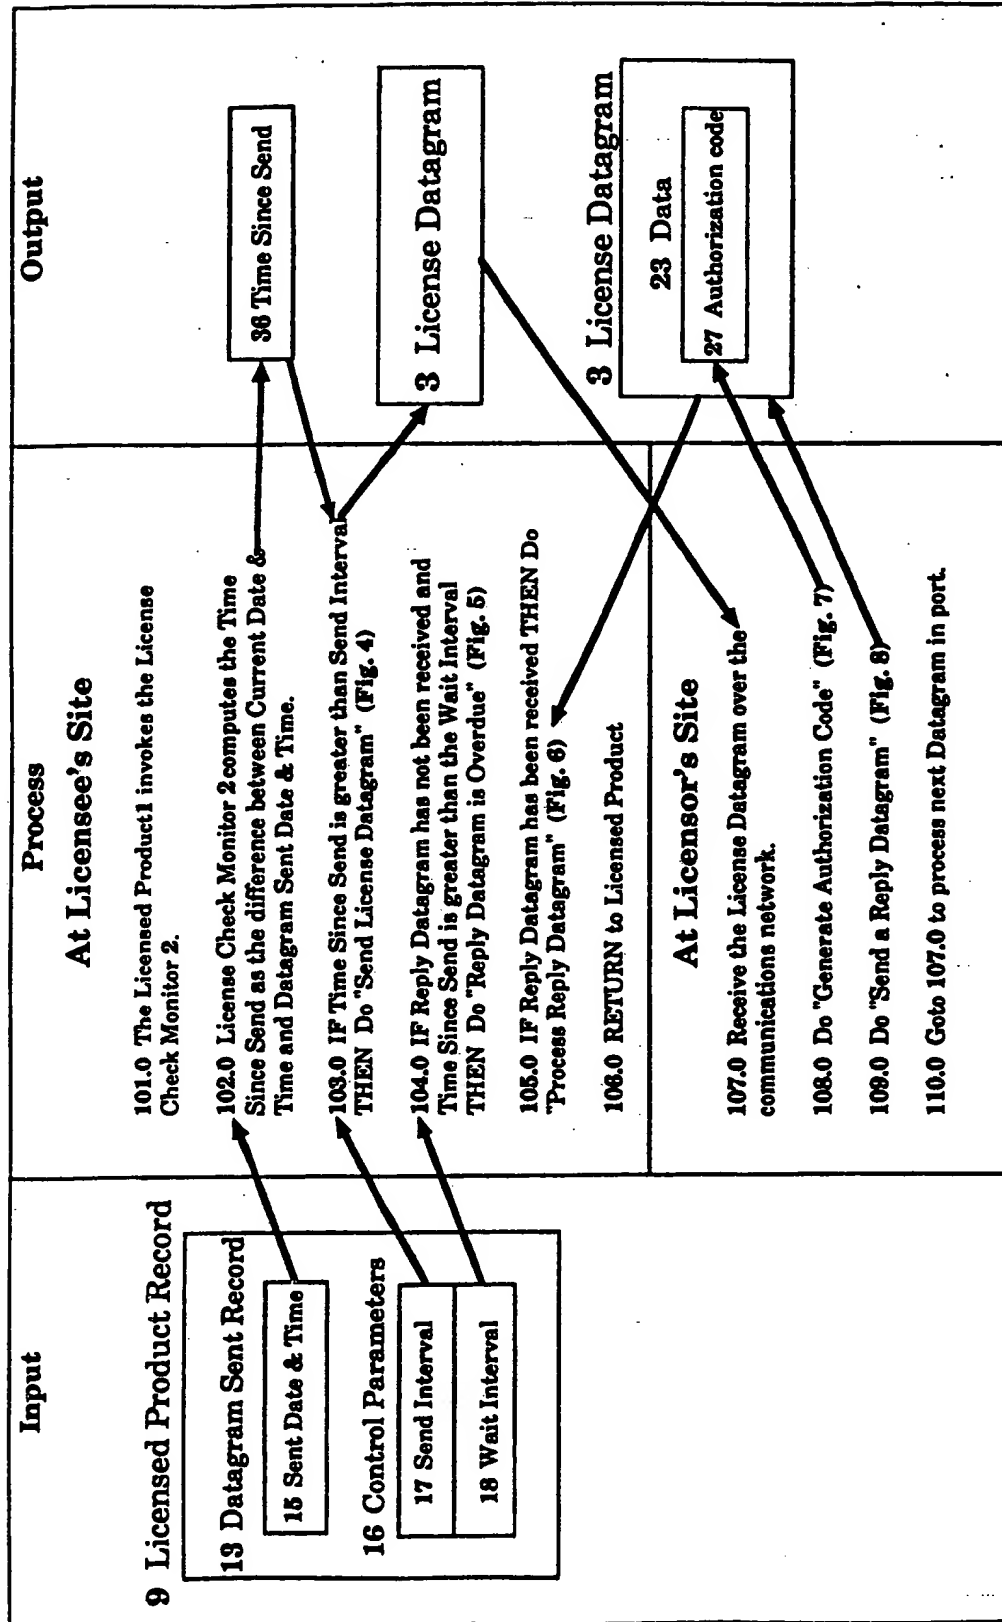 Input
9 Licensed Product Record
13 Datagram Sent Record
15 Sent Date & Time
16 Control Parameters
17 Send Interval
18 Wait Interval
Process
At Licensee's Site
101.0 The Licensed Product1 invokes the License
Check Monitor 2.
102.0 License Check Monitor 2 computes the Time
Since Send as the difference between Current Date &
Time and Datagram Sent Date & Time.
103.0 IF Time Since Send is greater than Send Interval
THEN Do "Send License Datagram" (Fig. 4)
104.0 IF Reply Datagram has not been received and
Time Since Send is greater than the Wait Interval
THEN Do "Reply Datagram is Overdue" (Fig. 5)
105.0 IF Reply Datagram has been received THEN Do
"Process Reply Datagram" (Fig. 6)
106.0 RETURN to Licensed Product
At Licensor's Site
107.0 Receive the License Datagram over the
communications network.
108.0 Do "Generate Authorization Code" (Fig. 7)
109.0 Do "Send a Reply Datagram" (Fig. 8)
110.0 Goto 107.0 to process next Datagram in port.
Output
36 Time Since Send
3 License Datagram
3 License Datagram
23 Data
27 Authorization code